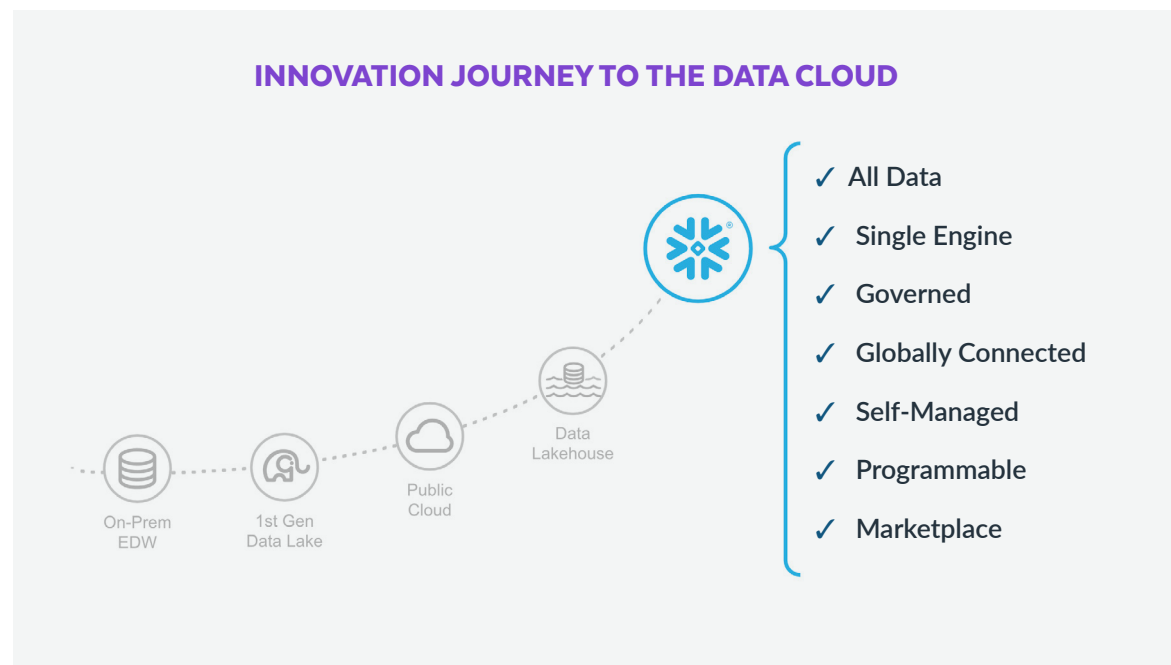 INNOVATION JOURNEY TO THE DATA CLOUD
On-Prem
EDW
1st Gen
Data Lake
Public
Cloud
Data
Lakehouse
®
✓ All Data
✓ Single Engine
✓ Governed
✓ Globally Connected
✓ Self-Managed
✓ Programmable
✓ Marketplace